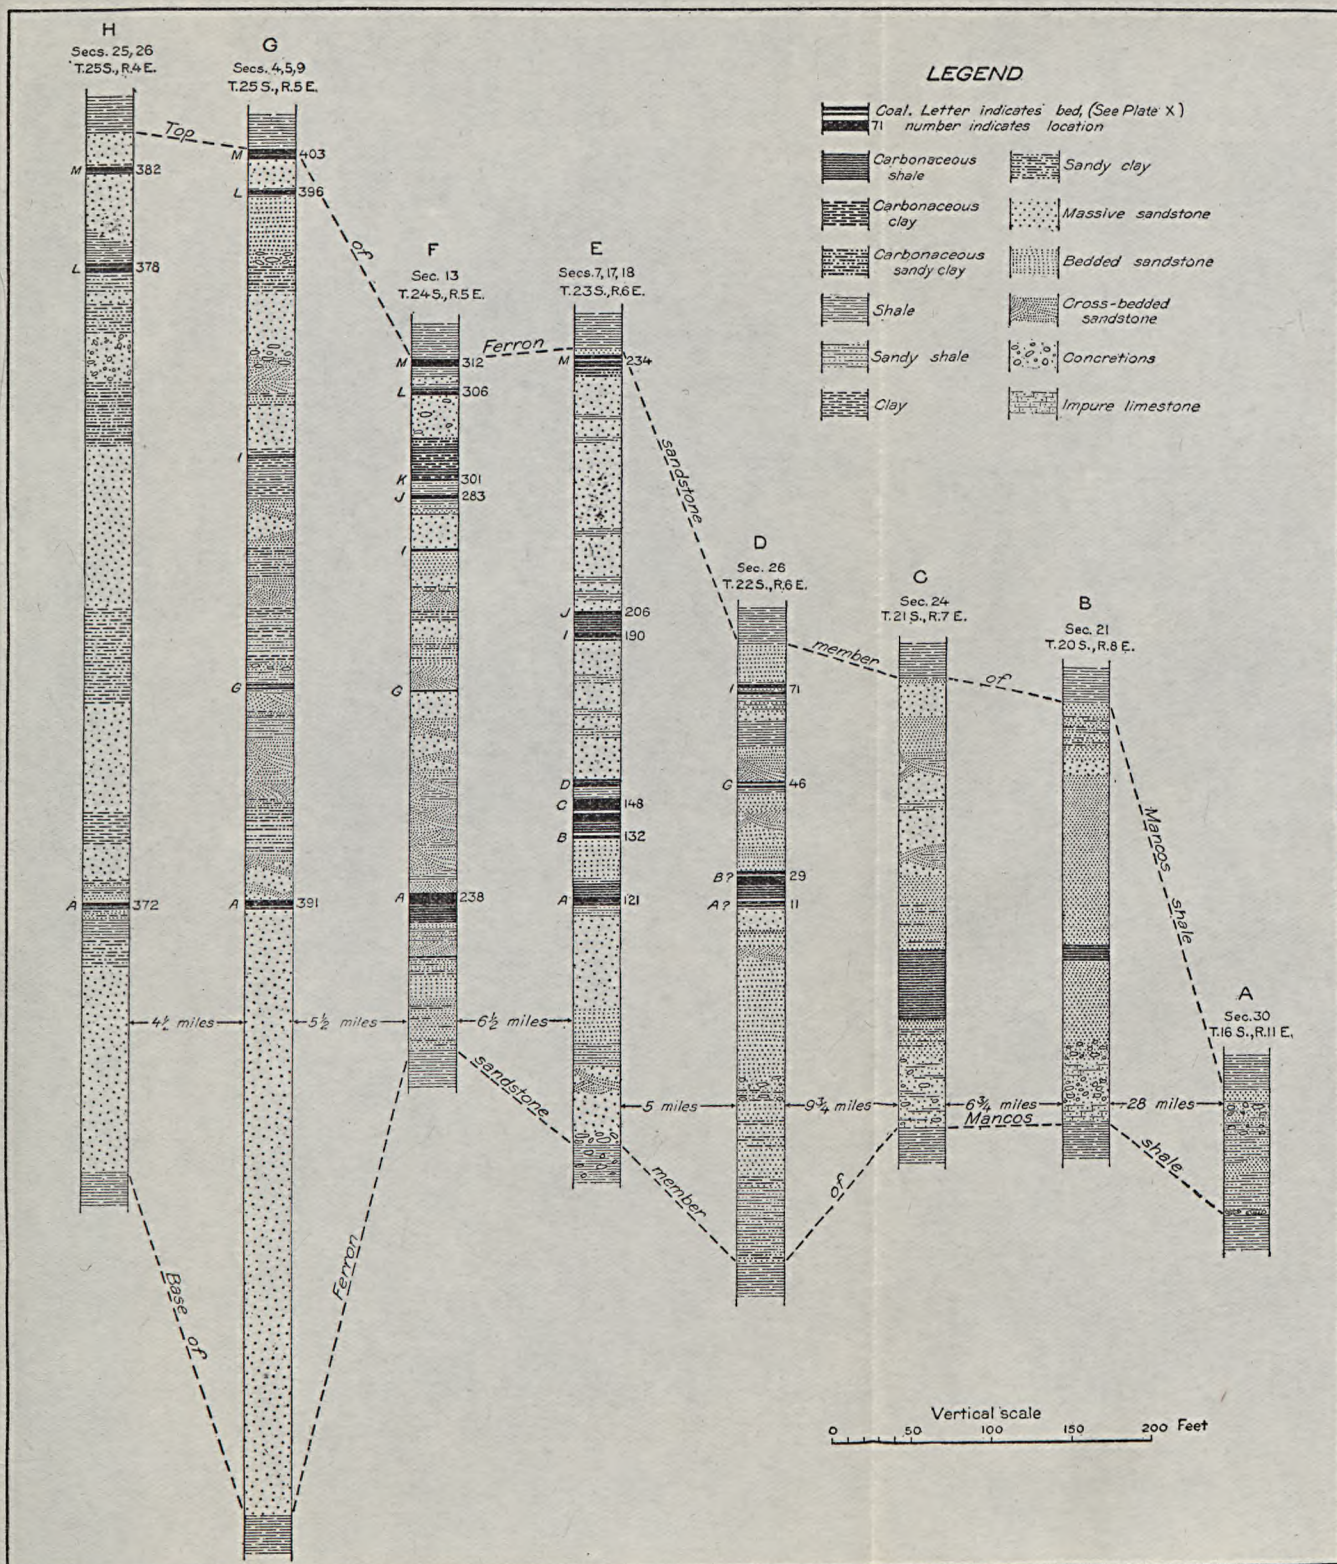 H
Secs. 25, 26
T.25S., R.4 E.
G
Secs. 4,5,9
T.25 S., R.5 E.
F
Sec. 13
T.24S., R.5 E.
E
Secs.7, 17, 18
T.23S., R.6 E.
D
Sec. 26
T.22S., R.6 E.
C
Sec. 24
T.21 S., R.7 E.
B
Sec. 21
T.20 S., R.8 E.
A
Sec. 30
T.16 S., R.11 E.
LEGEND
Coal. Letter indicates bed, (See Plate X)
71 number indicates location
Carbonaceous
shale
Carbonaceous
clay
Carbonaceous
sandy clay
Shale
Sandy shale
Clay
Sandy clay
Massive sandstone
Bedded sandstone
Cross-bedded
sandstone
Concretions
Impure limestone
Top of Ferron sandstone member of Mancos shale
M 382
L 378
A 372
M 403
L 396
I
G
A 391
M 312
L 306
K 301
J 283
I
G
A 238
M 234
J 206
I 190
D
C 148
B 132
A 121
I 71
G 46
B? 29
A? 11
4½ miles
5½ miles
6½ miles
5 miles
9¾ miles
6¾ miles
28 miles
Base of Ferron sandstone member of Mancos shale
Vertical scale
0 50 100 150 200 Feet